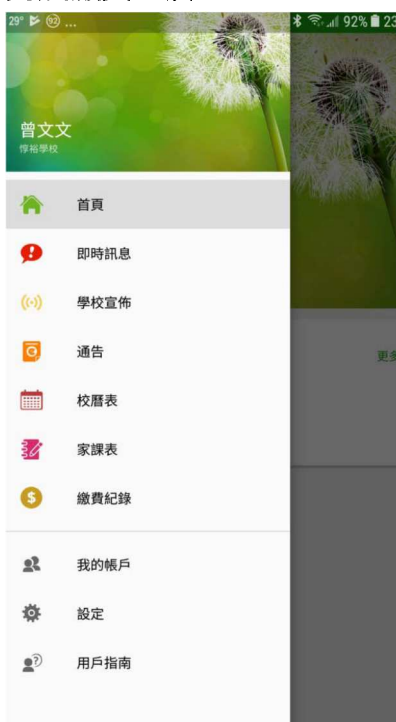 29° 92 ...
92% 23
曾文文
惇裕學校
首頁
即時訊息
學校宣佈
通告
更多
校曆表
家課表
繳費紀錄
我的帳戶
設定
用戶指南